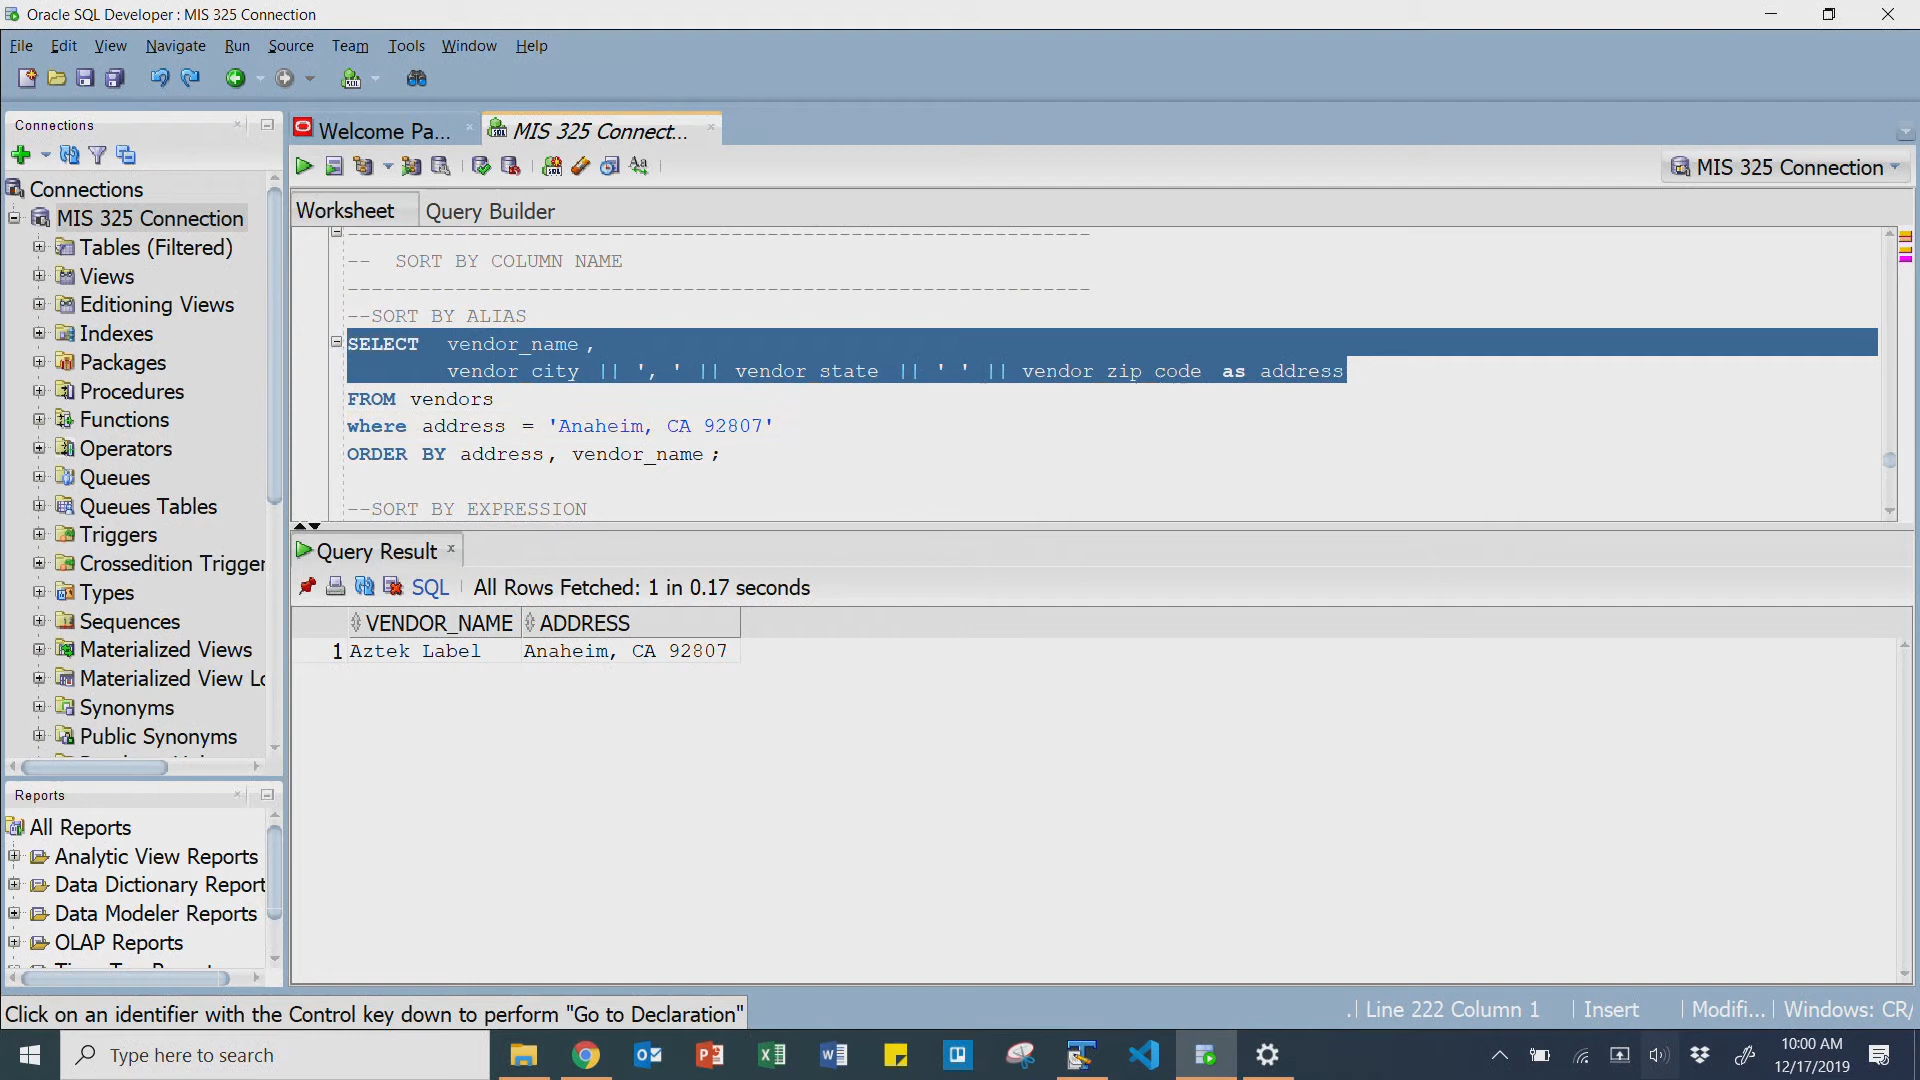 Oracle SQL Developer : MIS 325 Connection
File Edit View Navigate Run Source Team Tools Window Help
Connections
Welcome Pa...
MIS 325 Connect...
MIS 325 Connection
Connections
MIS 325 Connection
Tables (Filtered)
Views
Editioning Views
Indexes
Packages
Procedures
Functions
Operators
Queues
Queues Tables
Triggers
Crossedition Trigger
Types
Sequences
Materialized Views
Materialized View Lo
Synonyms
Public Synonyms
Reports
All Reports
Analytic View Reports
Data Dictionary Report
Data Modeler Reports
OLAP Reports
Worksheet Query Builder
--------------------------------------------------------------
-- SORT BY COLUMN NAME
--------------------------------------------------------------
--SORT BY ALIAS
SELECT vendor_name,
vendor_city || ', ' || vendor_state || ' ' || vendor_zip_code as address
FROM vendors
where address = 'Anaheim, CA 92807'
ORDER BY address, vendor_name;
--SORT BY EXPRESSION
Query Result
SQL All Rows Fetched: 1 in 0.17 seconds
VENDOR_NAME ADDRESS
1 Aztek Label Anaheim, CA 92807
Click on an identifier with the Control key down to perform "Go to Declaration"
Line 222 Column 1 Insert Modifi... Windows: CR/
Type here to search
10:00 AM
12/17/2019